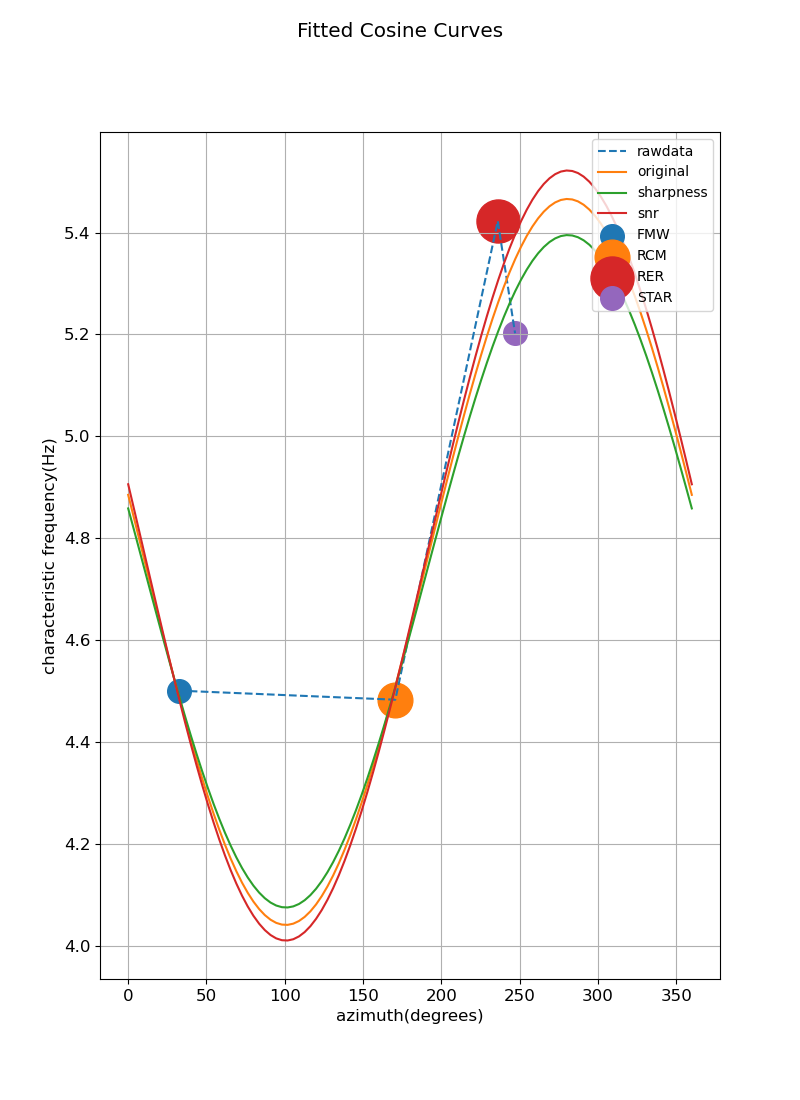 Fitted Cosine Curves
rawdata
original
sharpness
snr
FMW
RCM
RER
STAR
5.4
5.2
5.0
4.8
4.6
4.4
4.2
4.0
characteristic frequency(Hz)
0 50 100 150 200 250 300 350
azimuth(degrees)